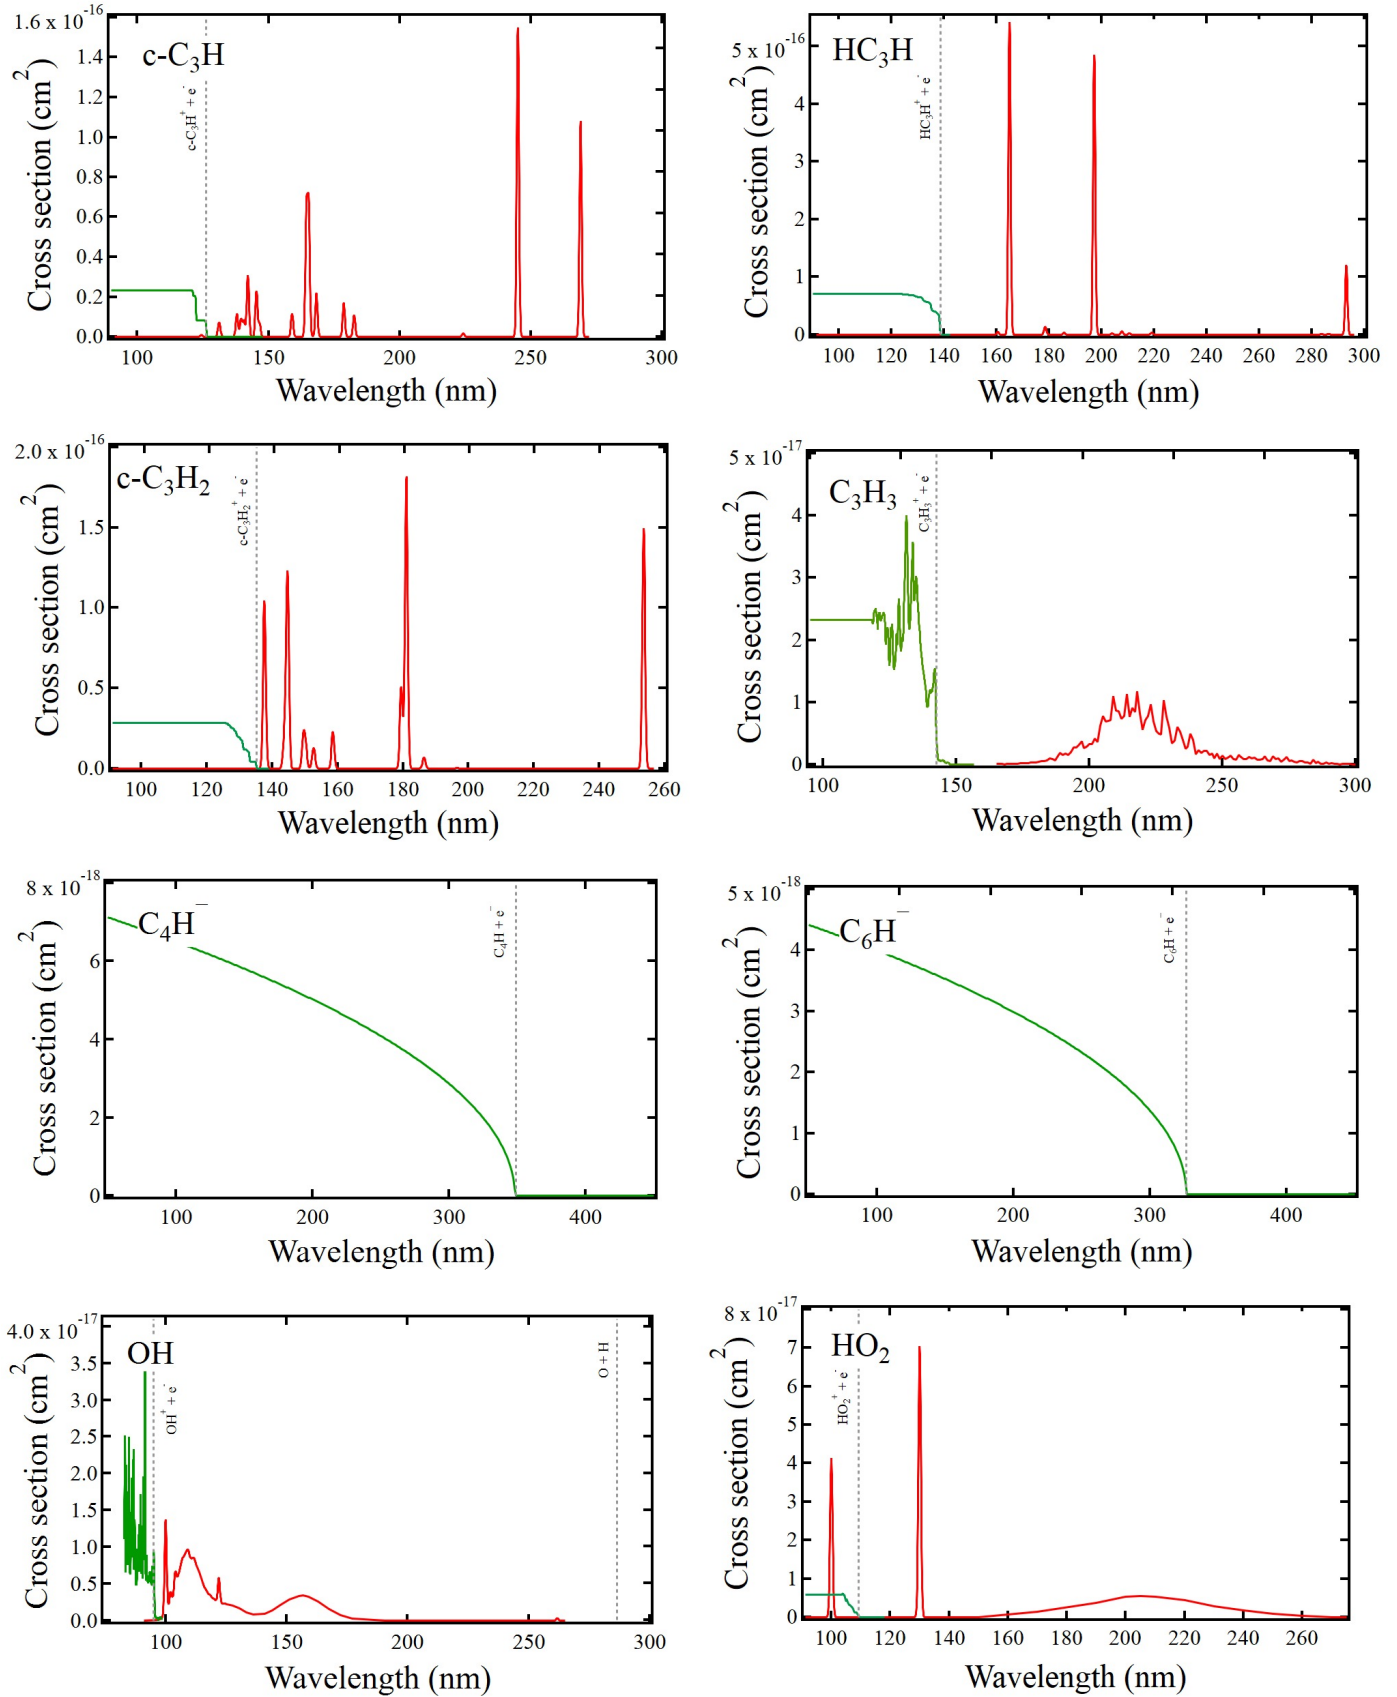 1.6 x 10⁻¹⁶
1.4
1.2
1.0
0.8
0.6
0.4
0.2
0.0
Cross section (cm²)
c-C₃H
c-C₃H⁺ + e⁻
100 150 200 250 300
Wavelength (nm)
5 x 10⁻¹⁶
4
3
2
1
0
Cross section (cm²)
HC₃H
HC₃H⁺ + e⁻
100 120 140 160 180 200 220 240 260 280 300
Wavelength (nm)
2.0 x 10⁻¹⁶
1.5
1.0
0.5
0.0
Cross section (cm²)
c-C₃H₂
c-C₃H₂⁺ + e⁻
100 120 140 160 180 200 220 240 260
Wavelength (nm)
5 x 10⁻¹⁷
4
3
2
1
0
Cross section (cm²)
C₃H₃
C₃H₃⁺ + e⁻
100 150 200 250 300
Wavelength (nm)
8 x 10⁻¹⁸
6
4
2
0
Cross section (cm²)
C₄H⁻
C₄H + e⁻
100 200 300 400
Wavelength (nm)
5 x 10⁻¹⁸
4
3
2
1
0
Cross section (cm²)
C₆H⁻
C₆H + e⁻
100 200 300 400
Wavelength (nm)
4.0 x 10⁻¹⁷
3.5
3.0
2.5
2.0
1.5
1.0
0.5
0.0
Cross section (cm²)
OH
OH⁺ + e⁻
O + H
100 150 200 250 300
Wavelength (nm)
8 x 10⁻¹⁷
7
6
5
4
3
2
1
0
Cross section (cm²)
HO₂
HO₂⁺ + e⁻
100 120 140 160 180 200 220 240 260
Wavelength (nm)